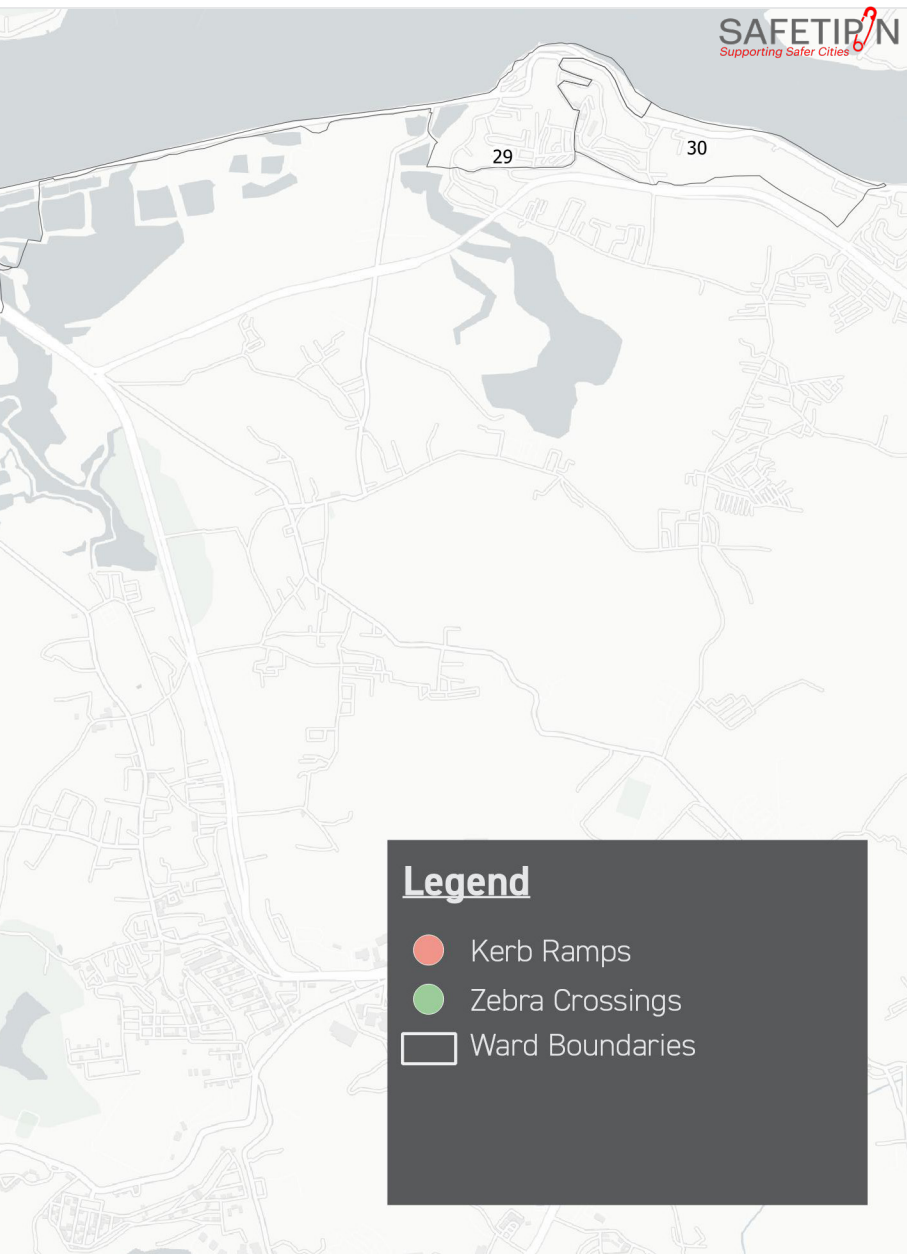 SAFETIPIN
Supporting Safer Cities
29
30
Legend
Kerb Ramps
Zebra Crossings
Ward Boundaries